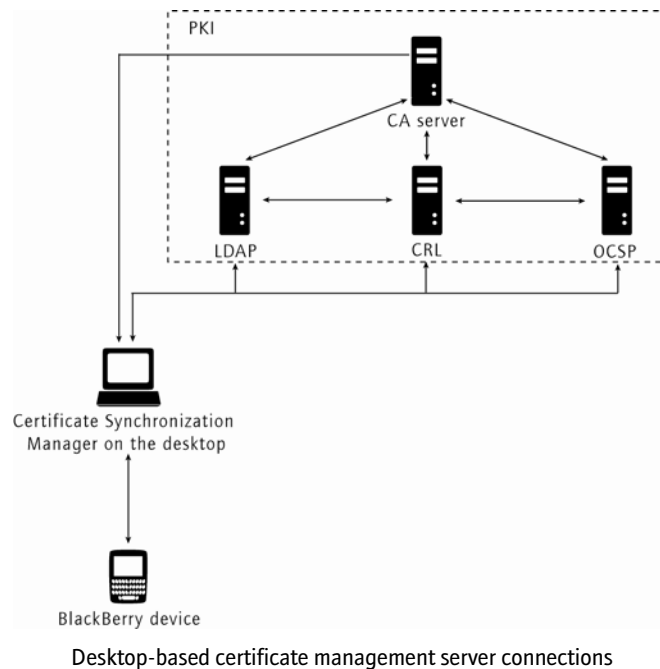 PKI
CA server
LDAP
CRL
OCSP
Certificate Synchronization
Manager on the desktop
BlackBerry device
Desktop-based certificate management server connections